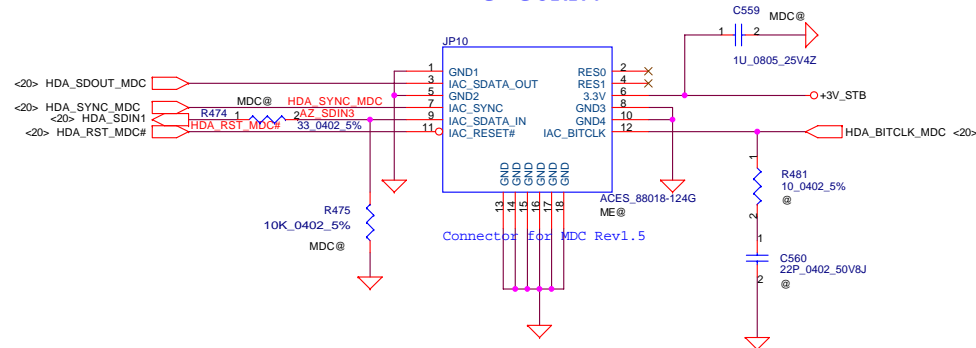 C559
MDC@
1 2
1U_0805_25V4Z
JP10
1 GND1 RES0 2
<20> HDA_SDOUT_MDC 3 IAC_SDATA_OUT RES1 4
5 GND2 3.3V 6 +3V_STB
<20> HDA_SYNC_MDC HDA_SYNC_MDC 7 IAC_SYNC GND3 8
MDC@
<20> HDA_SDIN1 R474 1 2 AZ_SDIN3 9 IAC_SDATA_IN GND4 10
33_0402_5%
<20> HDA_RST_MDC# HDA_RST_MDC# 11 IAC_RESET# IAC_BITCLK 12 HDA_BITCLK_MDC <20>
GND GND GND GND GND GND
13 14 15 16 17 18
ACES_88018-124G
ME@
Connector for MDC Rev1.5
R475
10K_0402_5%
MDC@
1
R481
10_0402_5%
@
2
1
C560
22P_0402_50V8J
@
2